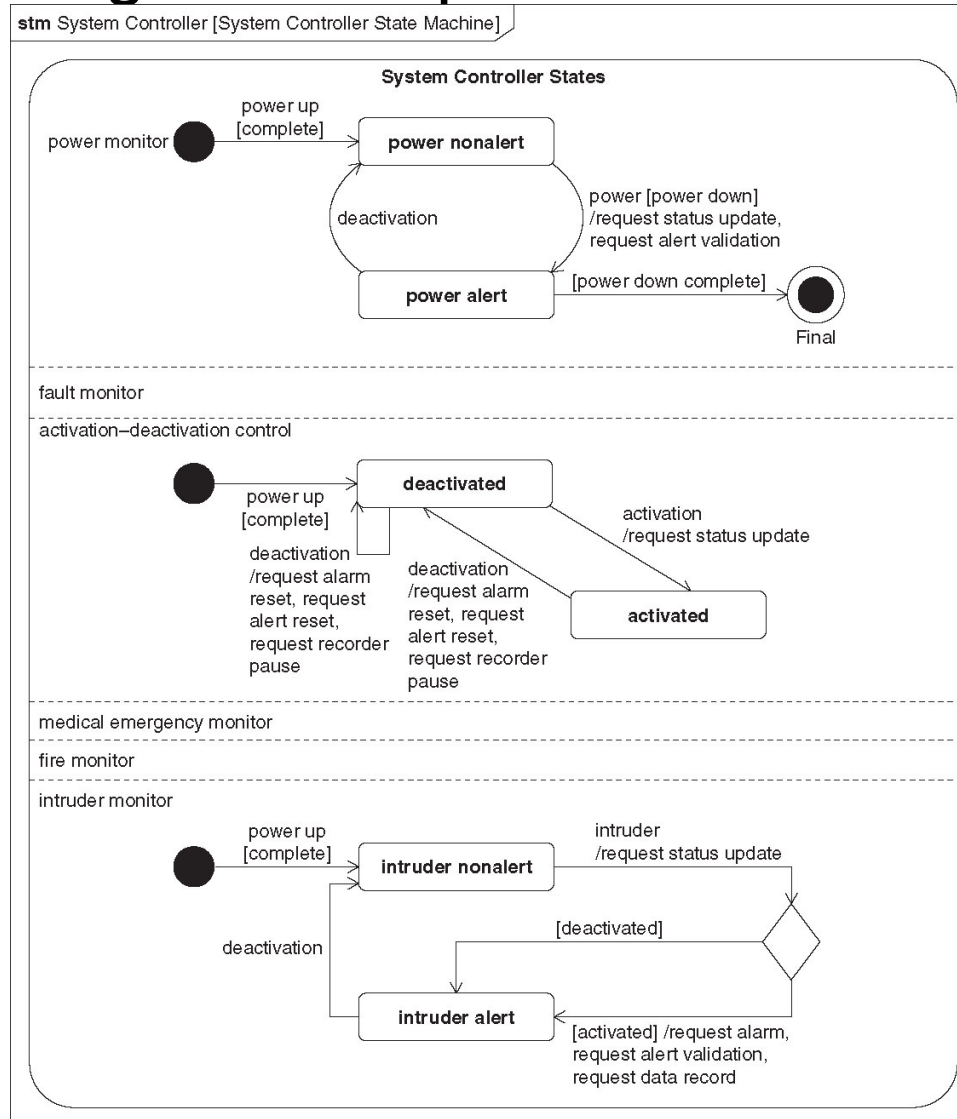 stm System Controller [System Controller State Machine]
System Controller States
power monitor
power up
[complete]
power nonalert
deactivation
power [power down]
/request status update,
request alert validation
power alert
[power down complete]
Final
fault monitor
activation–deactivation control
power up
[complete]
deactivated
activation
/request status update
deactivation
/request alarm
reset, request
alert reset,
request recorder
pause
deactivation
/request alarm
reset, request
alert reset,
request recorder
pause
activated
medical emergency monitor
fire monitor
intruder monitor
power up
[complete]
intruder nonalert
intruder
/request status update
[deactivated]
deactivation
intruder alert
[activated] /request alarm,
request alert validation,
request data record